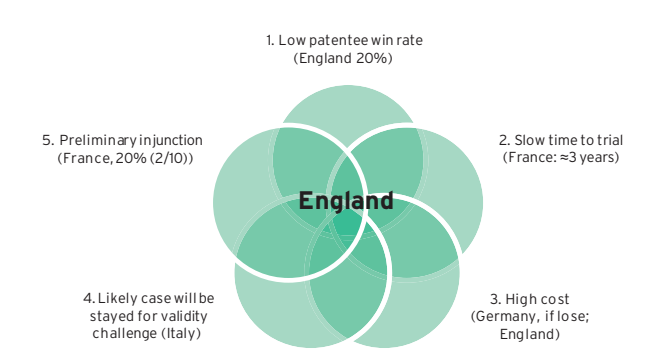 1. Low patentee win rate
(England 20%)
5. Preliminary injunction
(France, 20% (2/10))
2. Slow time to trial
(France: ≈3 years)
England
4. Likely case will be
stayed for validity
challenge (Italy)
3. High cost
(Germany, if lose;
England)